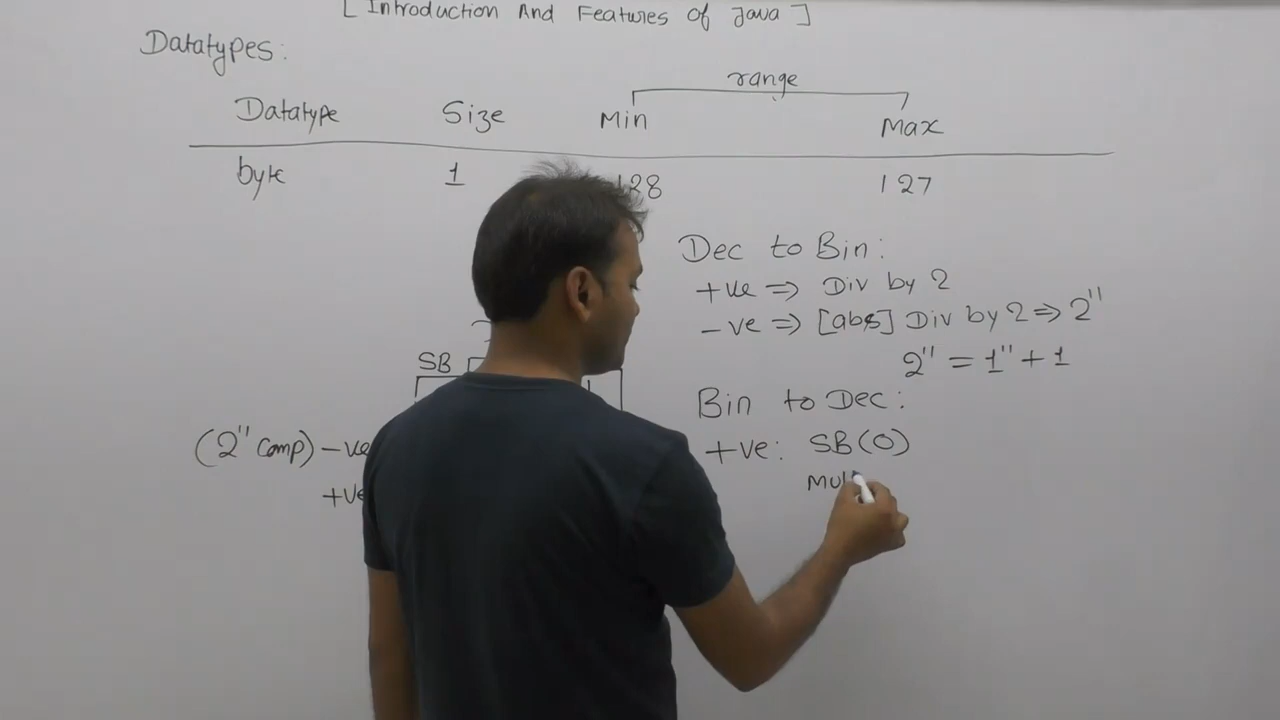 [ Introduction And Features of Java ]
Datatypes:
range
Datatype Size Min Max
byte 1 128 127
Dec to Bin:
+ve => Div by 2
-ve => [abs] Div by 2 => 2"
2" = 1" + 1
SB
Bin to Dec:
(2" Comp) -ve
+ve: SB(0)
+ve